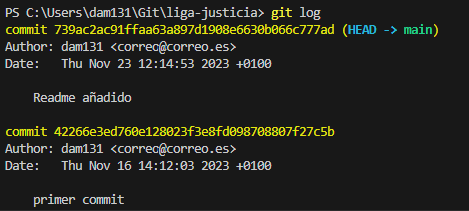 PS C:\Users\dam131\Git\liga-justicia> git log
commit 739ac2ac91ffaa63a897d1908e6630b066c777ad (HEAD -> main)
Author: dam131 <correo@correo.es>
Date:   Thu Nov 23 12:14:53 2023 +0100
    Readme añadido
commit 42266e3ed760e128023f3e8fd098708807f27c5b
Author: dam131 <correo@correo.es>
Date:   Thu Nov 16 14:12:03 2023 +0100
    primer commit